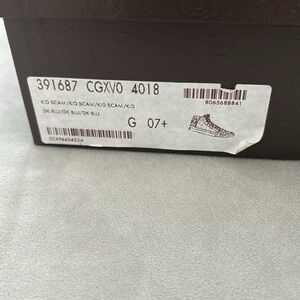 391687 CGXV0 4018
8065688841
KID SCAM/KID SCAM/KID SCAM/KID
DK BLU/DK BLU/DK BLU
G 07+